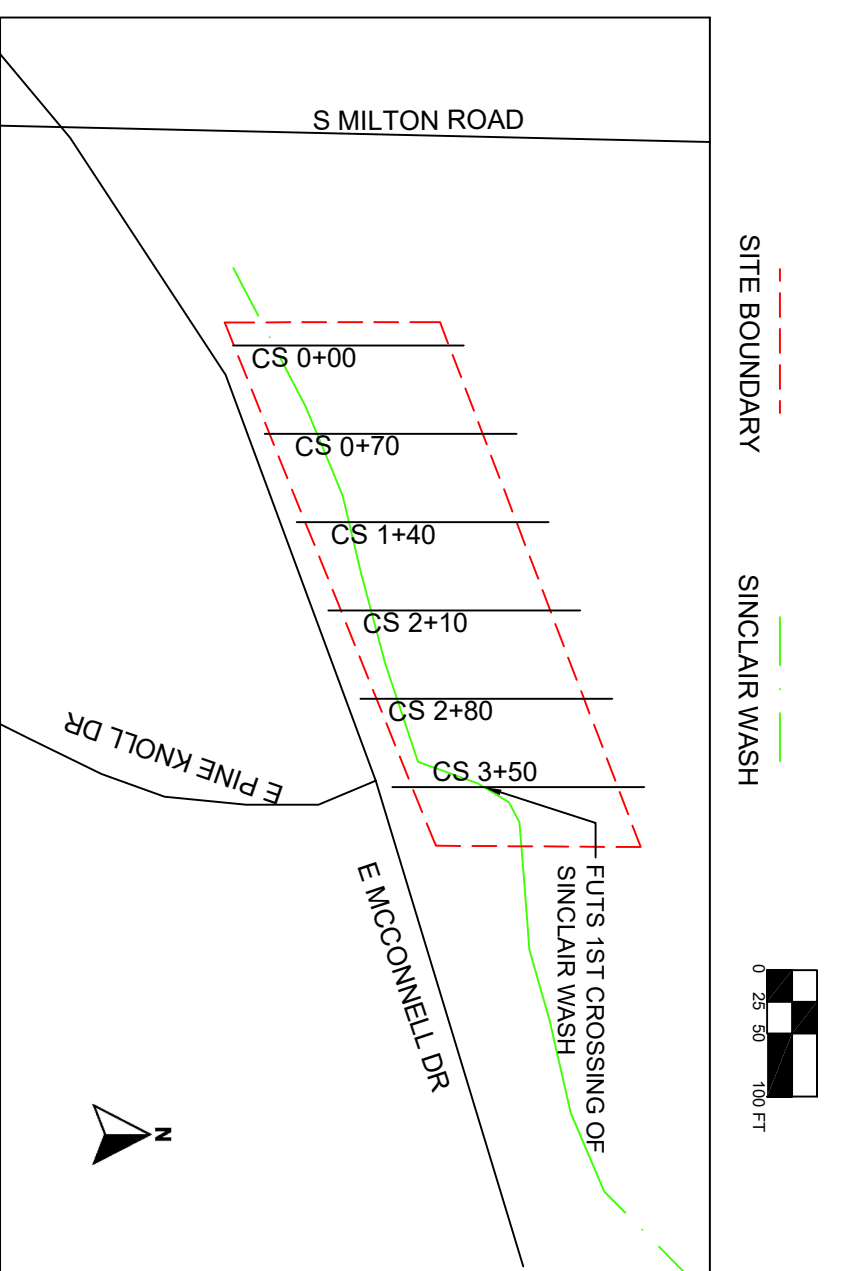 S MILTON ROAD
SITE BOUNDARY
SINCLAIR WASH
CS 0+00
CS 0+70
CS 1+40
CS 2+10
CS 2+80
CS 3+50
E PINE KNOLL DR
E MCCONNELL DR
FUTS 1ST CROSSING OF
SINCLAIR WASH
0 25 50 100 FT
N